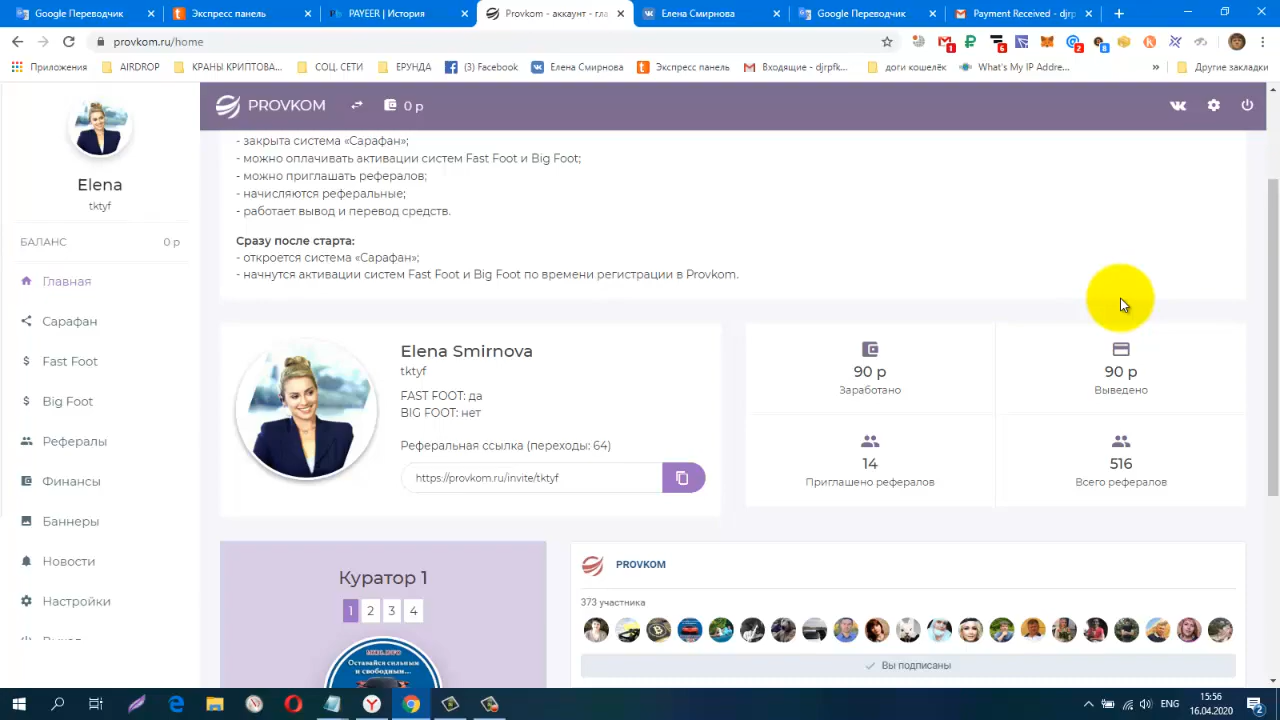 Google Переводчик
Экспресс панель
PAYEER | История
Provkom - аккаунт - гла
Елена Смирнова
Google Переводчик
Payment Received - djrp
provkom.ru/home
Приложения
AIRDROP
КРАНЫ КРИПТОВА...
СОЦ. СЕТИ
ЕРУНДА
(3) Facebook
Елена Смирнова
Экспресс панель
Входящие - djrpfk...
доги кошелёк
What's My IP Addre...
»
Другие закладки
PROVKOM
0 р
Elena
tktyf
БАЛАНС 0 р
Главная
Сарафан
Fast Foot
Big Foot
Рефералы
Финансы
Баннеры
Новости
Настройки
- закрыта система «Сарафан»;
- можно оплачивать активации систем Fast Foot и Big Foot;
- можно приглашать рефералов;
- начисляются реферальные;
- работает вывод и перевод средств.
Сразу после старта:
- откроется система «Сарафан»;
- начнутся активации систем Fast Foot и Big Foot по времени регистрации в Provkom.
Elena Smirnova
tktyf
FAST FOOT: да
BIG FOOT: нет
Реферальная ссылка (переходы: 64)
https://provkom.ru/invite/tktyf
90 р
Заработано
90 р
Выведено
14
Приглашено рефералов
516
Всего рефералов
Куратор 1
1 2 3 4
Оставайся сильным
и свободным...
PROVKOM
373 участника
Вы подписаны
ENG
15:56
16.04.2020